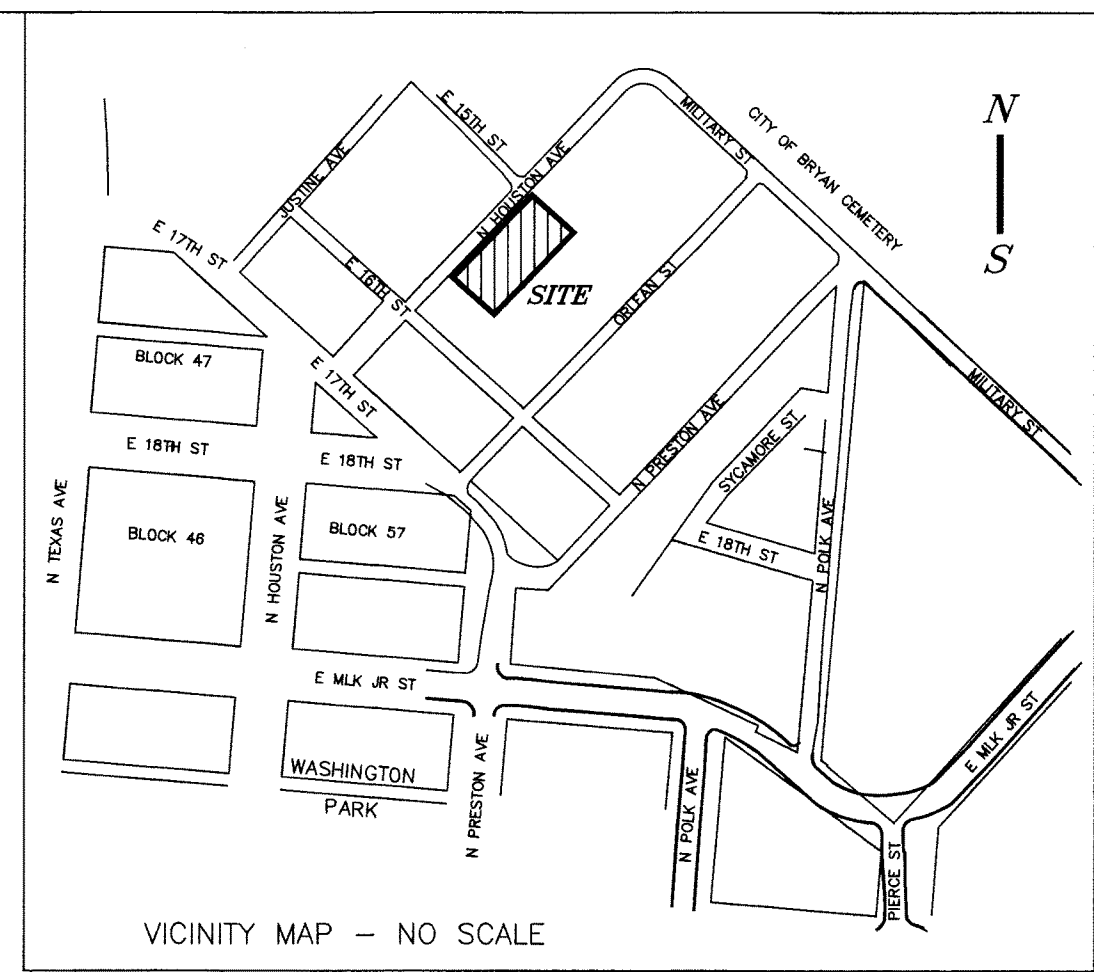 E 15TH ST
MILITARY ST
CITY OF BRYAN CEMETERY
N
S
JUSTINE AVE
N HOUSTON AVE
E 17TH ST
E 16TH ST
SITE
ORLEAN ST
BLOCK 47
E 17TH ST
MILITARY ST
E 18TH ST
E 18TH ST
N PRESTON AVE
SYCAMORE ST
N TEXAS AVE
BLOCK 46
N HOUSTON AVE
BLOCK 57
E 18TH ST
N POLK AVE
E MLK JR ST
E MLK JR ST
WASHINGTON
PARK
N PRESTON AVE
N POLK AVE
PIERCE ST
VICINITY MAP – NO SCALE